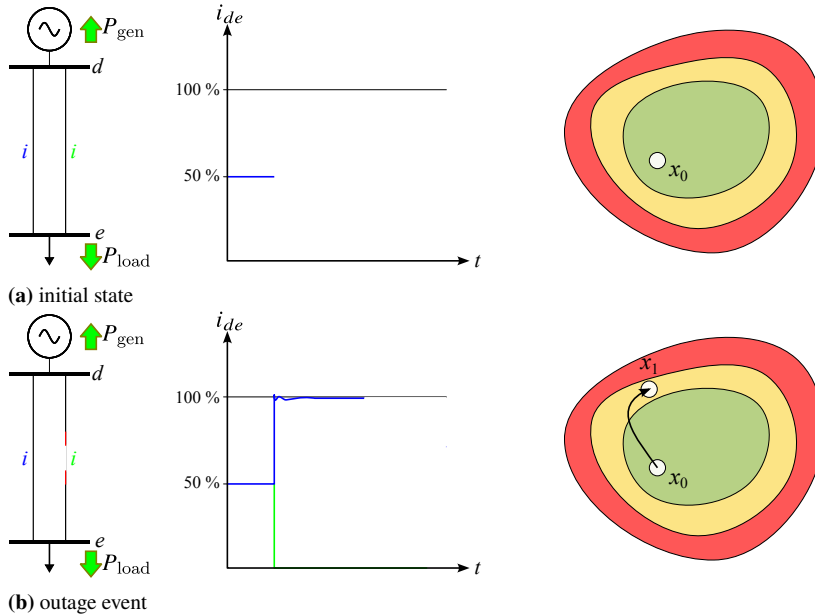 P_gen
d
i i
e
P_load
i_de
100 %
50 %
t
x_0
(a) initial state
P_gen
d
i i
e
P_load
i_de
100 %
50 %
t
x_1
x_0
(b) outage event